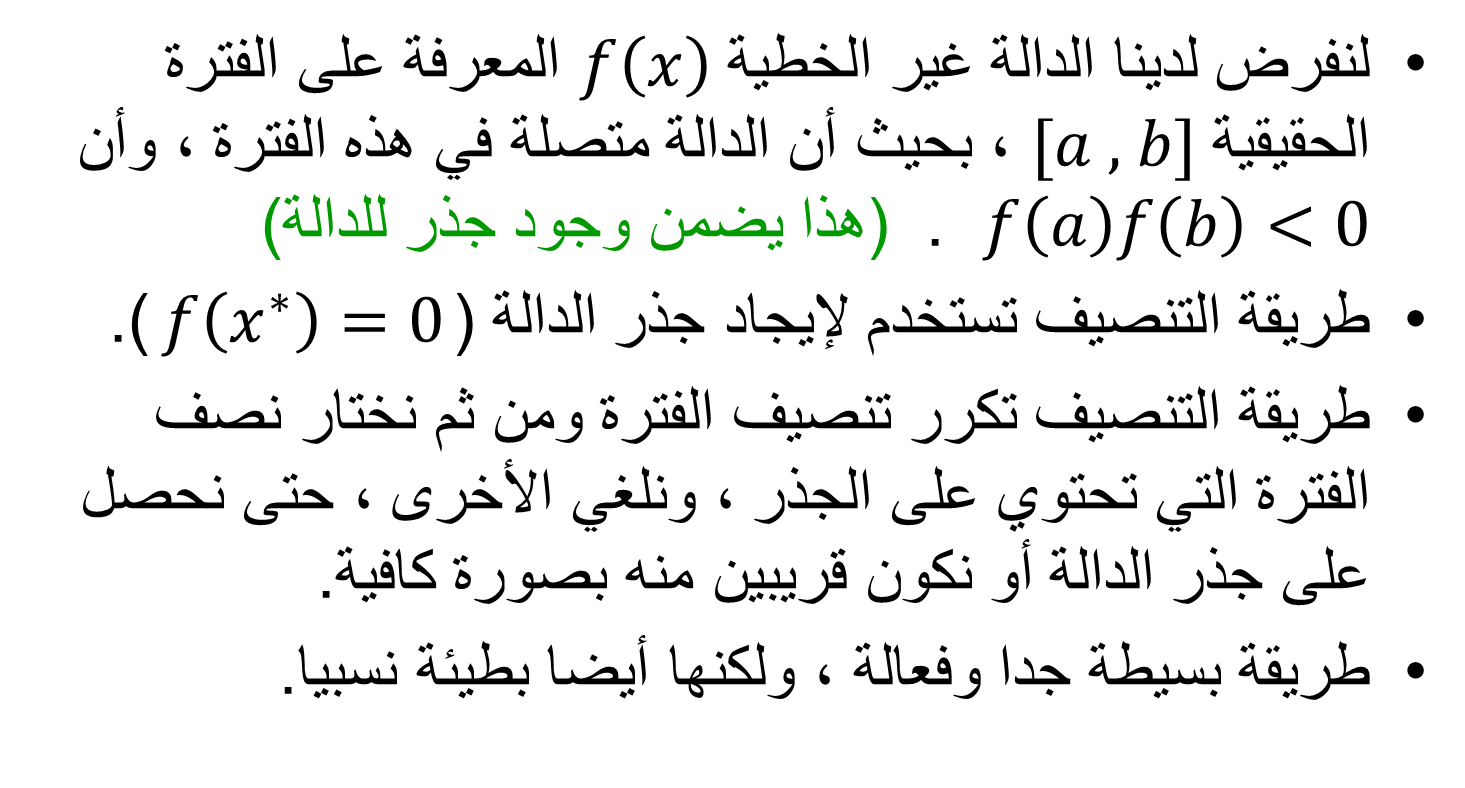 • لنفرض لدينا الدالة غير الخطية f(x) المعرفة على الفترة
الحقيقية [a , b] ، بحيث أن الدالة متصلة في هذه الفترة ، وأن
f(a)f(b) < 0 . (هذا يضمن وجود جذر للدالة)
• طريقة التنصيف تستخدم لإيجاد جذر الدالة (f(x*) = 0).
• طريقة التنصيف تكرر تنصيف الفترة ومن ثم نختار نصف
الفترة التي تحتوي على الجذر ، ونلغي الأخرى ، حتى نحصل
على جذر الدالة أو نكون قريبين منه بصورة كافية.
• طريقة بسيطة جدا وفعالة ، ولكنها أيضا بطيئة نسبيا.